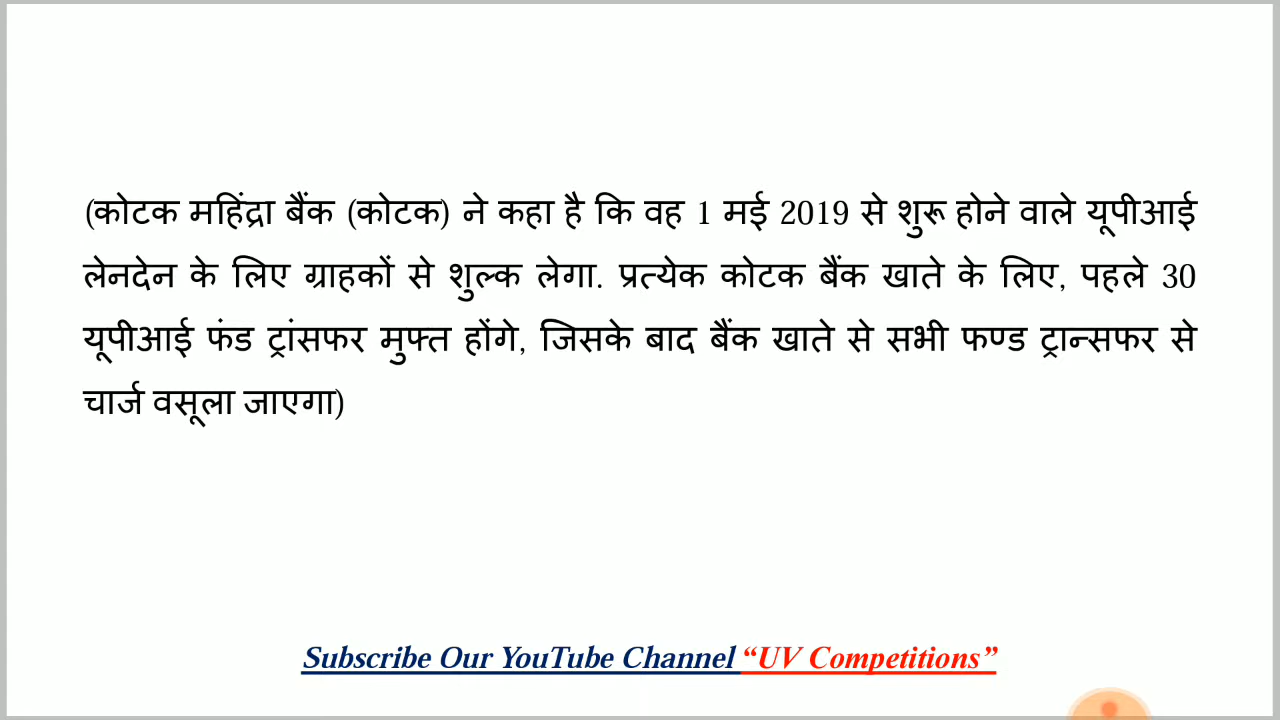 (कोटक महिंद्रा बैंक (कोटक) ने कहा है कि वह 1 मई 2019 से शुरू होने वाले यूपीआई
लेनदेन के लिए ग्राहकों से शुल्क लेगा. प्रत्येक कोटक बैंक खाते के लिए, पहले 30
यूपीआई फंड ट्रांसफर मुफ्त होंगे, जिसके बाद बैंक खाते से सभी फण्ड ट्रान्सफर से
चार्ज वसूला जाएगा)
Subscribe Our YouTube Channel “UV Competitions”